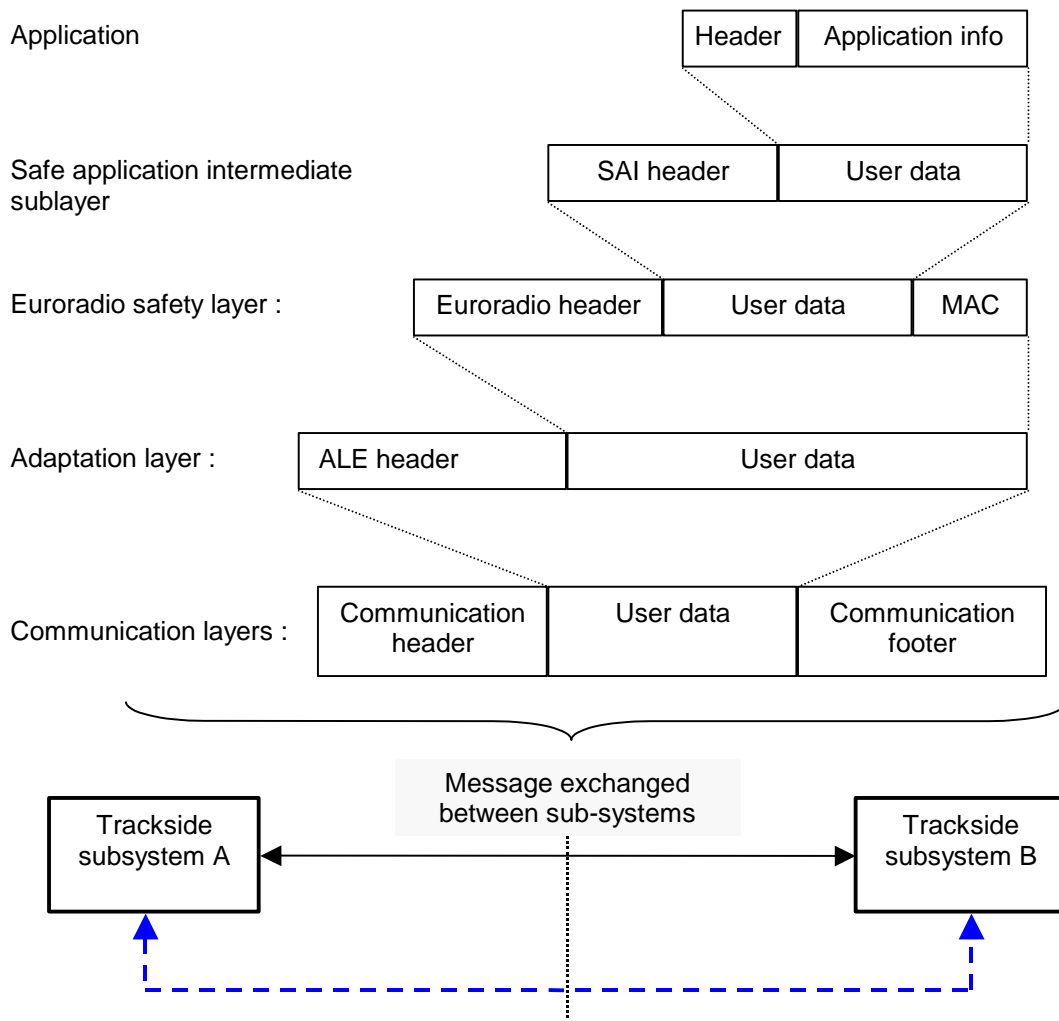 Application
Header
Application info
Safe application intermediate
sublayer
SAI header
User data
Euroradio safety layer :
Euroradio header
User data
MAC
Adaptation layer :
ALE header
User data
Communication layers :
Communication
header
User data
Communication
footer
Message exchanged
between sub-systems
Trackside
subsystem A
Trackside
subsystem B